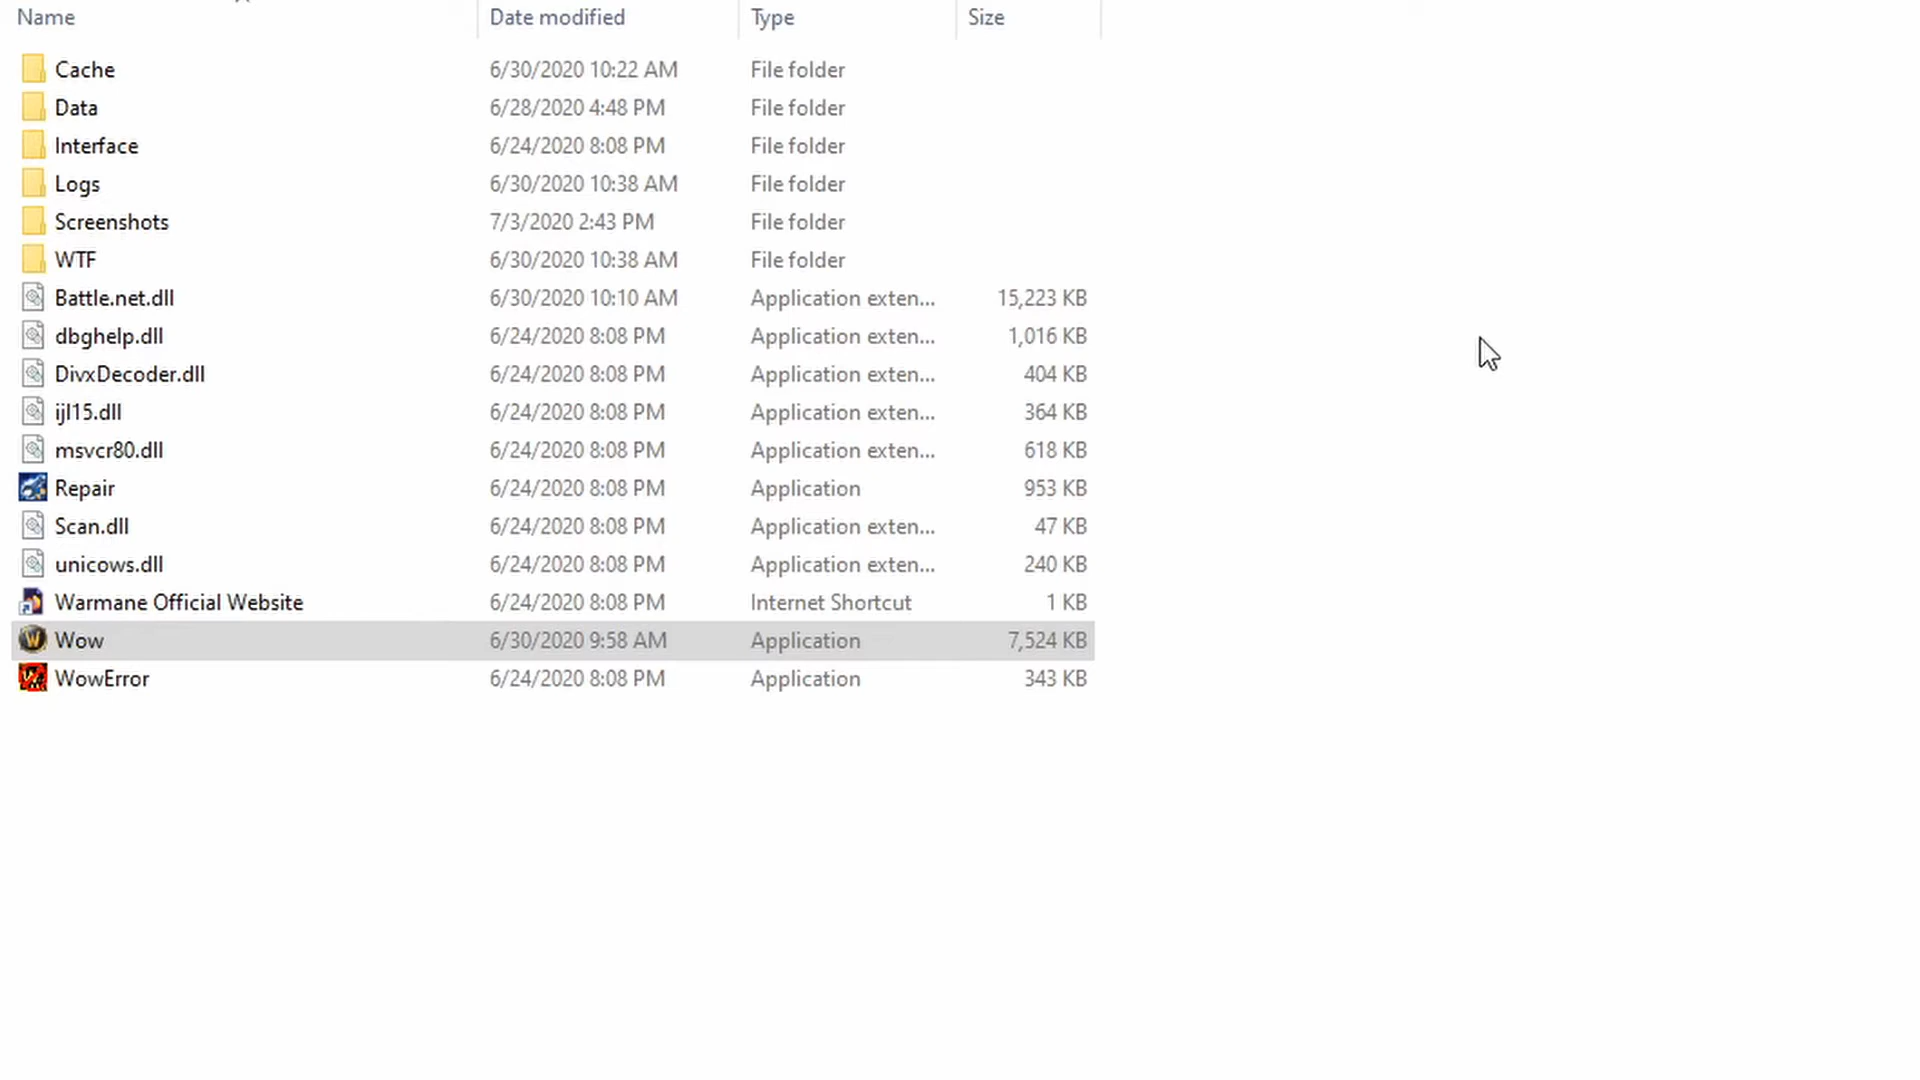 Name Date modified Type Size
Cache 6/30/2020 10:22 AM File folder
Data 6/28/2020 4:48 PM File folder
Interface 6/24/2020 8:08 PM File folder
Logs 6/30/2020 10:38 AM File folder
Screenshots 7/3/2020 2:43 PM File folder
WTF 6/30/2020 10:38 AM File folder
Battle.net.dll 6/30/2020 10:10 AM Application exten... 15,223 KB
dbghelp.dll 6/24/2020 8:08 PM Application exten... 1,016 KB
DivxDecoder.dll 6/24/2020 8:08 PM Application exten... 404 KB
ijl15.dll 6/24/2020 8:08 PM Application exten... 364 KB
msvcr80.dll 6/24/2020 8:08 PM Application exten... 618 KB
Repair 6/24/2020 8:08 PM Application 953 KB
Scan.dll 6/24/2020 8:08 PM Application exten... 47 KB
unicows.dll 6/24/2020 8:08 PM Application exten... 240 KB
Warmane Official Website 6/24/2020 8:08 PM Internet Shortcut 1 KB
Wow 6/30/2020 9:58 AM Application 7,524 KB
WowError 6/24/2020 8:08 PM Application 343 KB